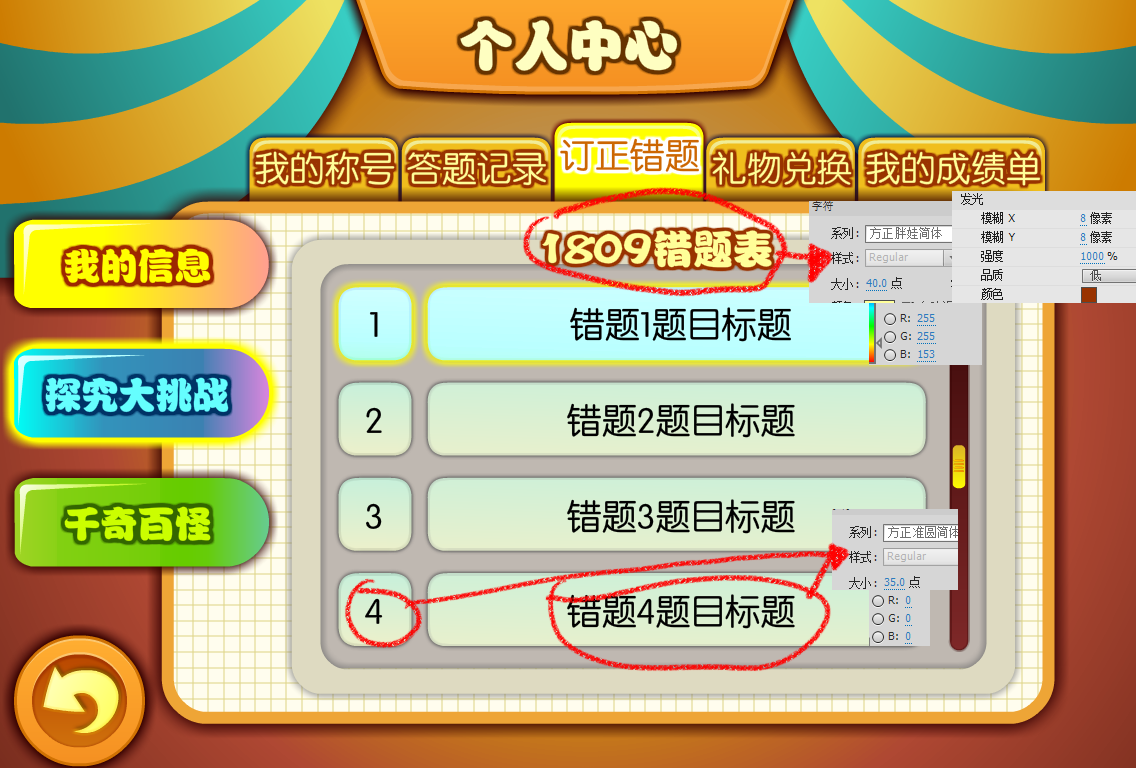 个人中心
我的称号 答题记录 订正错题 礼物兑换 我的成绩单
我的信息
探究大挑战
千奇百怪
1809错题表
字符
系列: 方正胖娃简体
样式: Regular
大小: 40.0 点
发光
模糊 X 8 像素
模糊 Y 8 像素
强度 1000 %
品质 低
颜色
R: 255
G: 255
B: 153
1 错题1题目标题
2 错题2题目标题
3 错题3题目标题
4 错题4题目标题
系列: 方正准圆简体
样式: Regular
大小: 35.0 点
R: 0
G: 0
B: 0